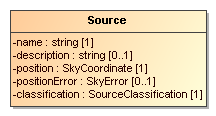 Source
-name : string [1]
-description : string [0..1]
-position : SkyCoordinate [1]
-positionError : SkyError [0..1]
-classification : SourceClassification [1]